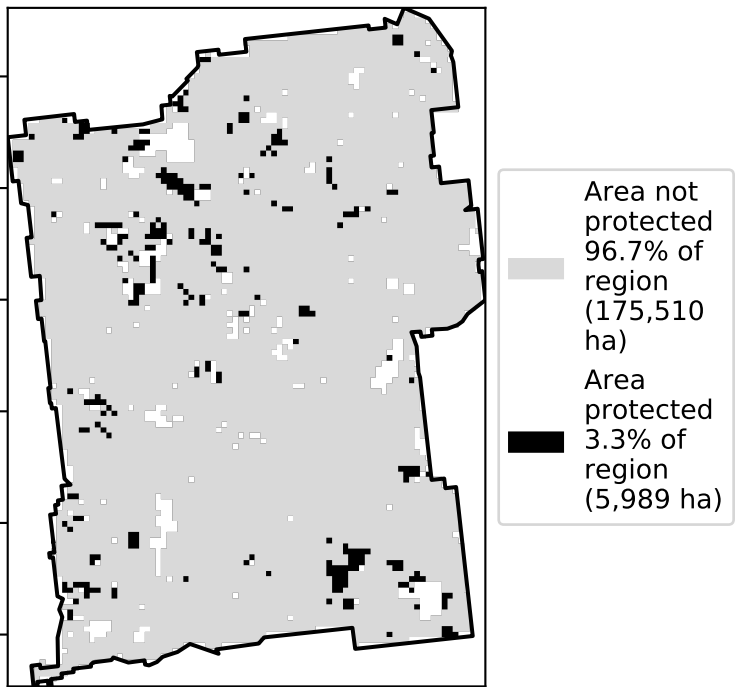 Area not
protected
96.7% of
region
(175,510
ha)
Area
protected
3.3% of
region
(5,989 ha)